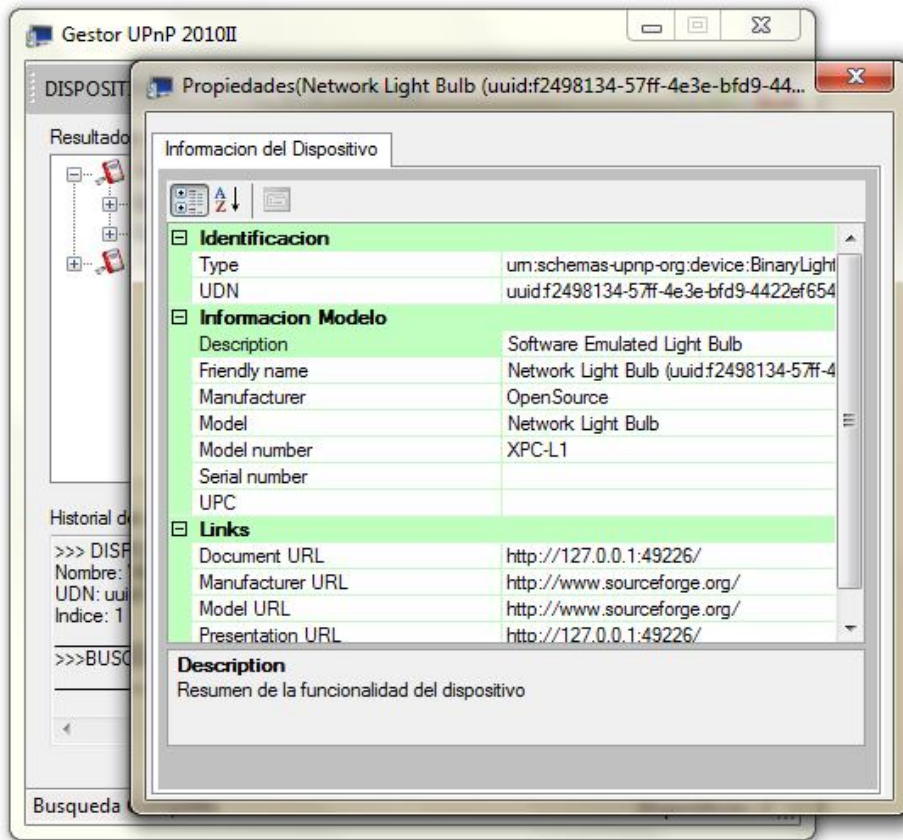 Gestor UPnP 2010II
DISPOSIT
Propiedades(Network Light Bulb (uuid:f2498134-57ff-4e3e-bfd9-44...
Resultado
Informacion del Dispositivo
Identificacion
Type urn:schemas-upnp-org:device:BinaryLight
UDN uuid:f2498134-57ff-4e3e-bfd9-4422ef654
Informacion Modelo
Description Software Emulated Light Bulb
Friendly name Network Light Bulb (uuid:f2498134-57ff-4
Manufacturer OpenSource
Model Network Light Bulb
Model number XPC-L1
Serial number
UPC
Links
Document URL http://127.0.0.1:49226/
Manufacturer URL http://www.sourceforge.org/
Model URL http://www.sourceforge.org/
Presentation URL http://127.0.0.1:49226/
Description
Resumen de la funcionalidad del dispositivo
Historial d
>>> DISP
Nombre:
UDN: uui
Indice: 1
>>>BUSC
Busqueda